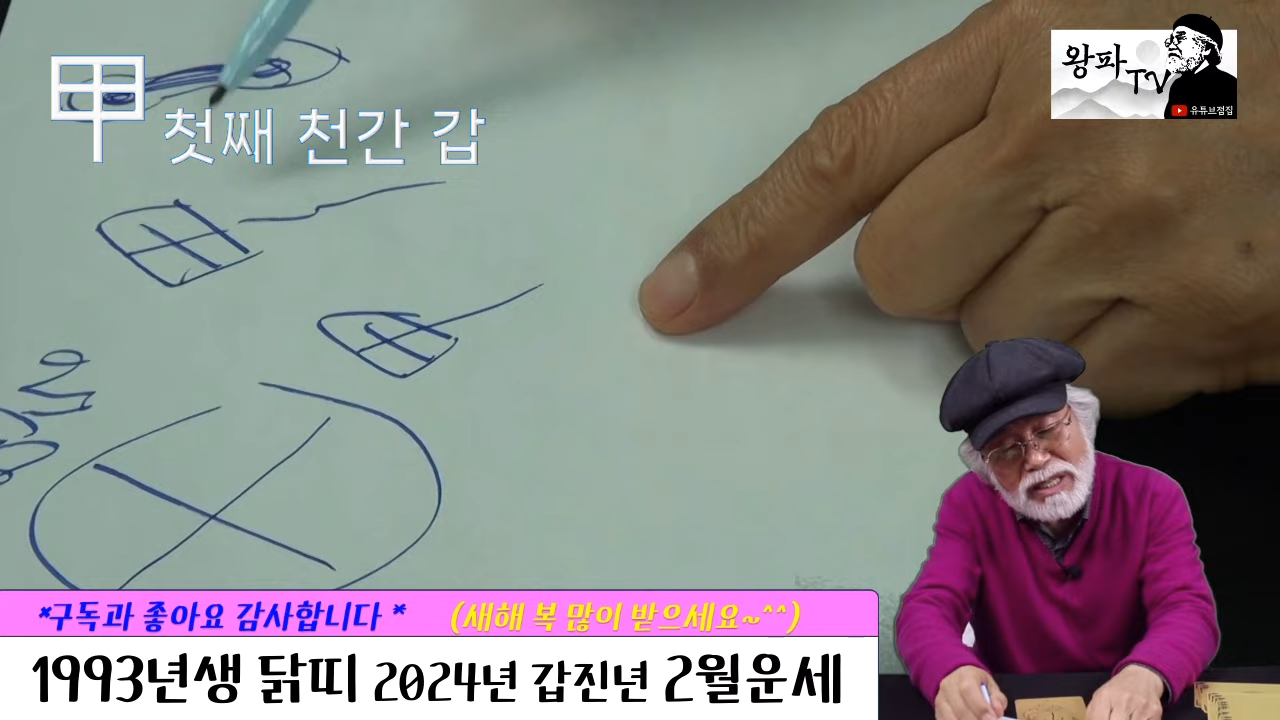 甲 첫째 천간 갑
왕파TV
유튜브점집
*구독과 좋아요 감사합니다 * (새해 복 많이 받으세요~^^)
1993년생 닭띠 2024년 갑진년 2월운세